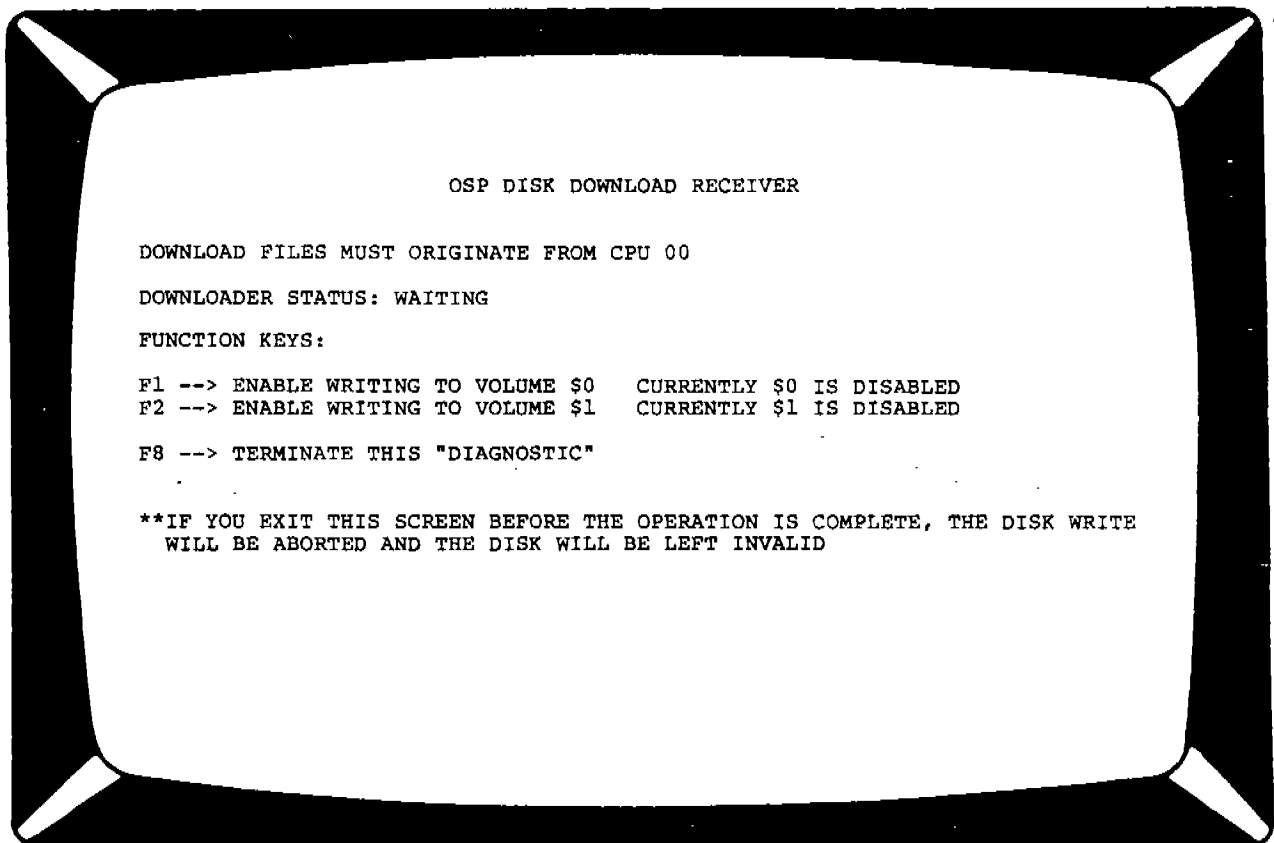 OSP DISK DOWNLOAD RECEIVER
DOWNLOAD FILES MUST ORIGINATE FROM CPU 00
DOWNLOADER STATUS: WAITING
FUNCTION KEYS:
F1 --> ENABLE WRITING TO VOLUME $0 CURRENTLY $0 IS DISABLED
F2 --> ENABLE WRITING TO VOLUME $1 CURRENTLY $1 IS DISABLED
F8 --> TERMINATE THIS "DIAGNOSTIC"
**IF YOU EXIT THIS SCREEN BEFORE THE OPERATION IS COMPLETE, THE DISK WRITE
WILL BE ABORTED AND THE DISK WILL BE LEFT INVALID